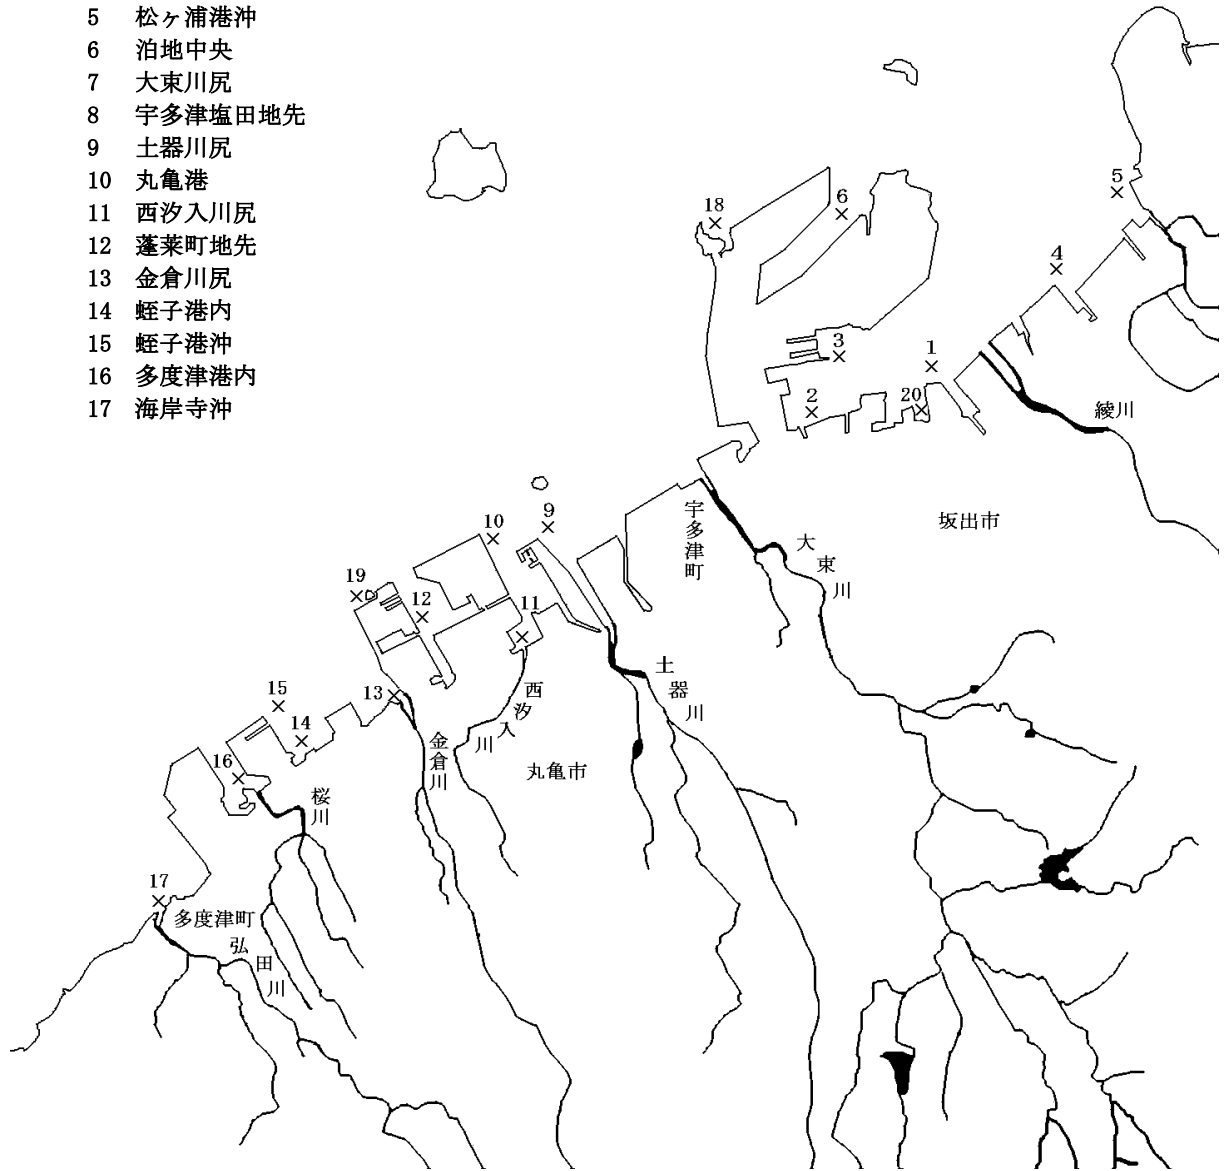 5 松ヶ浦港沖
6 泊地中央
7 大束川尻
8 宇多津塩田地先
9 土器川尻
10 丸亀港
11 西汐入川尻
12 蓬莱町地先
13 金倉川尻
14 蛭子港内
15 蛭子港沖
16 多度津港内
17 海岸寺沖
5
18
6
4
3
1
2
20
綾川
坂出市
宇多津町
大束川
9
10
19
12
11
土器川
西汐入川
13
15
14
金倉川
丸亀市
16
桜川
17
多度津町
弘田川